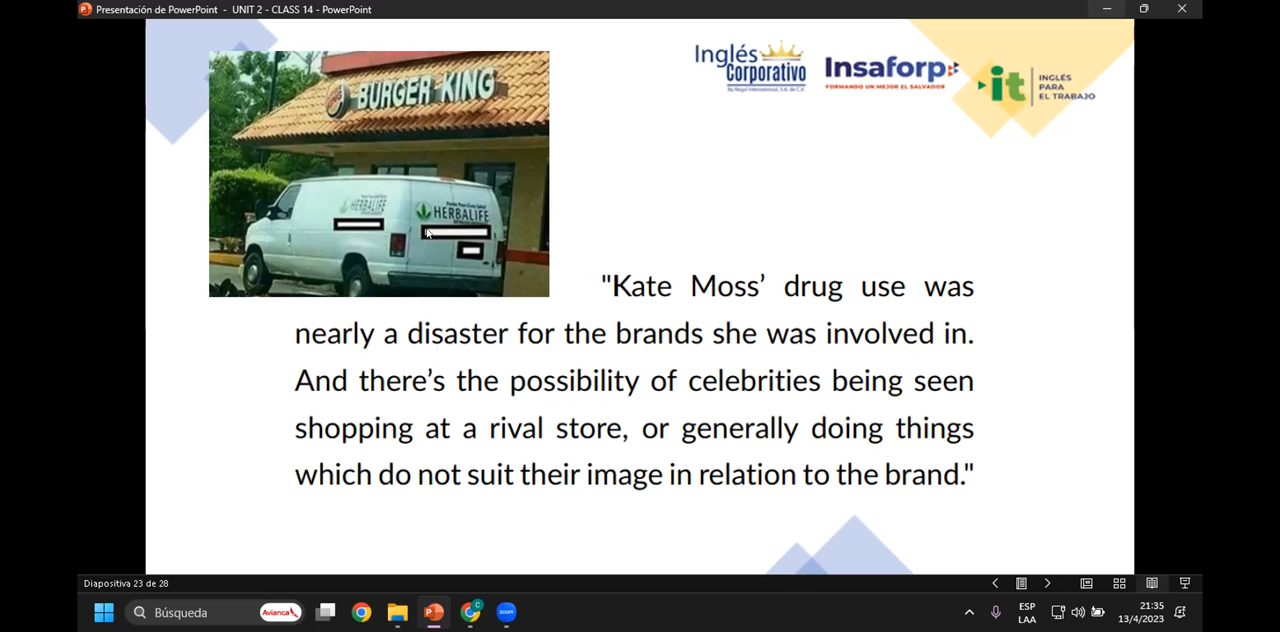 Presentación de PowerPoint - UNIT 2 - CLASS 14 - PowerPoint
BURGER KING
HERBALIFE
HERBALIFE
Inglés
Corporativo
Insaforp
FORMANDO UN MEJOR EL SALVADOR
it
INGLÉS
PARA
EL TRABAJO
"Kate Moss’ drug use was
nearly a disaster for the brands she was involved in.
And there’s the possibility of celebrities being seen
shopping at a rival store, or generally doing things
which do not suit their image in relation to the brand."
Diapositiva 23 de 28
Búsqueda
Avianca
zoom
ESP
LAA
21:35
13/4/2023